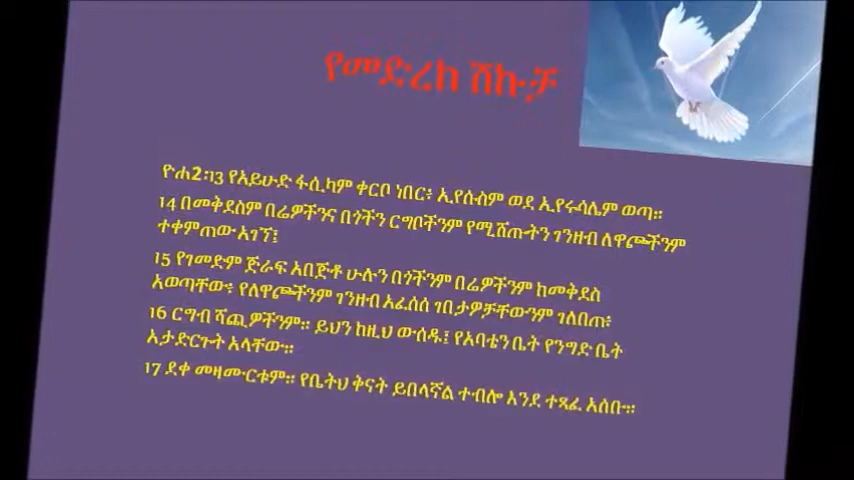 የመድረከ ሽኩቻ
ዮሐ2፡13 የአይሁድ ፋሲካም ቀርቦ ነበር፥ ኢየሱስም ወደ ኢየሩሳሌም ወጣ።
14 በመቅደስም በሬዎችንና በጎችን ርግቦችንም የሚሸጡትን ገንዘብ ለዋጮችንም
ተቀምጠው አገኘ፤
15 የገመድም ጅራፍ አበጅቶ ሁሉን በጎችንም በሬዎችንም ከመቅደስ
አወጣቸው፥ የለዋጮችንም ገንዘብ አፈሰሰ ገበታዎቻቸውንም ገለበጠ፥
16 ርግብ ሻጪዎችንም። ይህን ከዚህ ውሰዱ፤ የአባቴን ቤት የንግድ ቤት
አታድርጉት አላቸው።
17 ደቀ መዛሙርቱም። የቤትህ ቅናት ይበላኛል ተብሎ እንደ ተጻፈ አሰቡ።